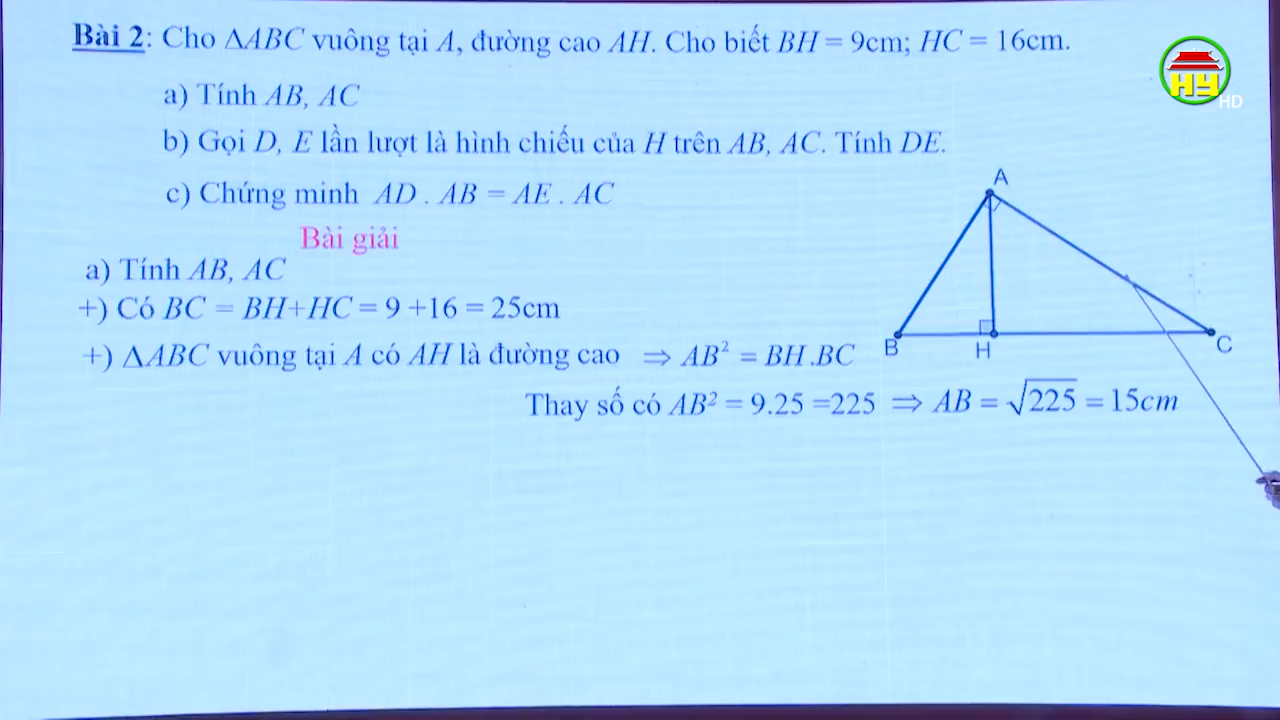 Bài 2: Cho ΔABC vuông tại A, đường cao AH. Cho biết BH = 9cm; HC = 16cm.
HY
HD
a) Tính AB, AC
b) Gọi D, E lần lượt là hình chiếu của H trên AB, AC. Tính DE.
c) Chứng minh AD . AB = AE . AC
A
Bài giải
a) Tính AB, AC
+) Có BC = BH+HC = 9 +16 = 25cm
+) ΔABC vuông tại A có AH là đường cao ⇒ AB² = BH.BC
B
H
C
Thay số có AB² = 9.25 =225 ⇒ AB = √225 = 15cm